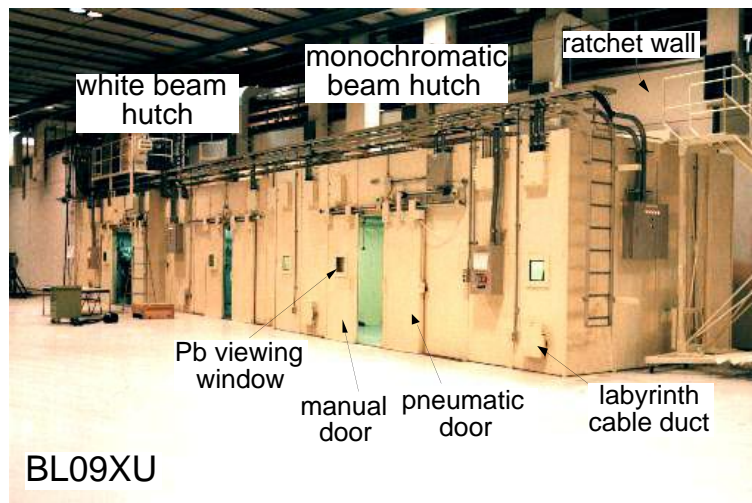 white beam
hutch
monochromatic
beam hutch
ratchet wall
Pb viewing
window
manual
door
pneumatic
door
labyrinth
cable duct
BL09XU